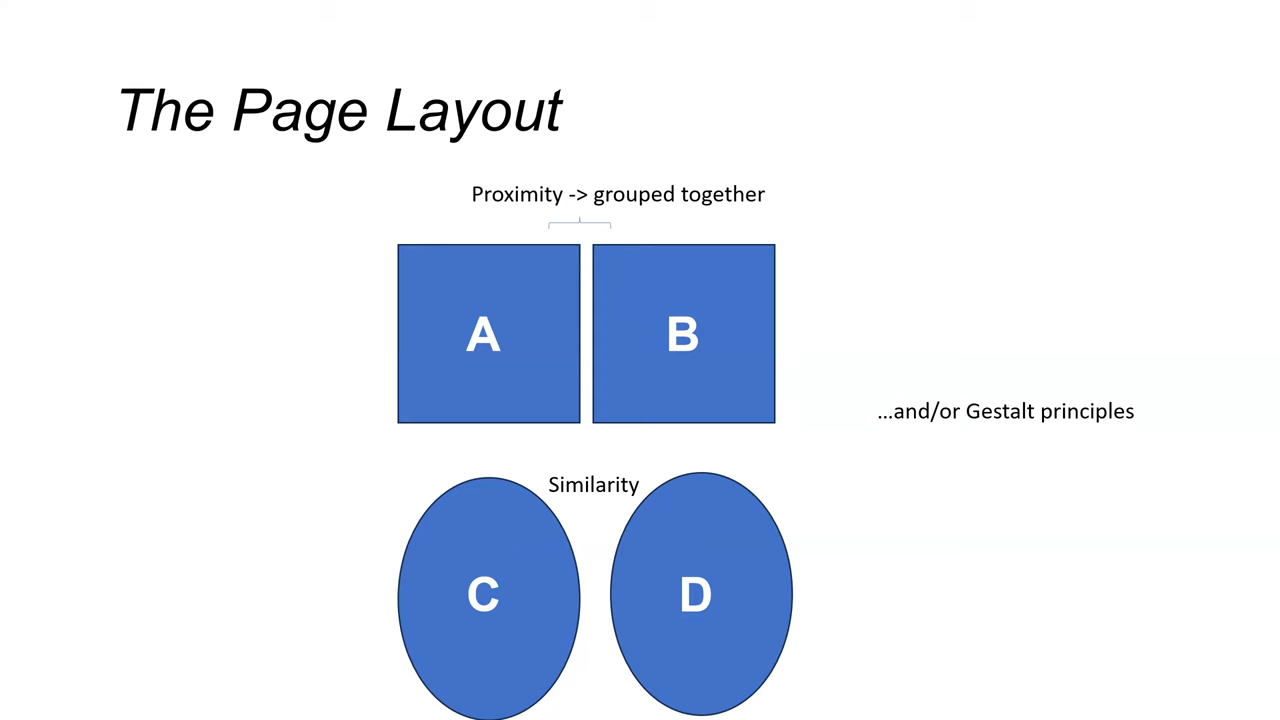 The Page Layout
Proximity -> grouped together
A
B
...and/or Gestalt principles
Similarity
C
D